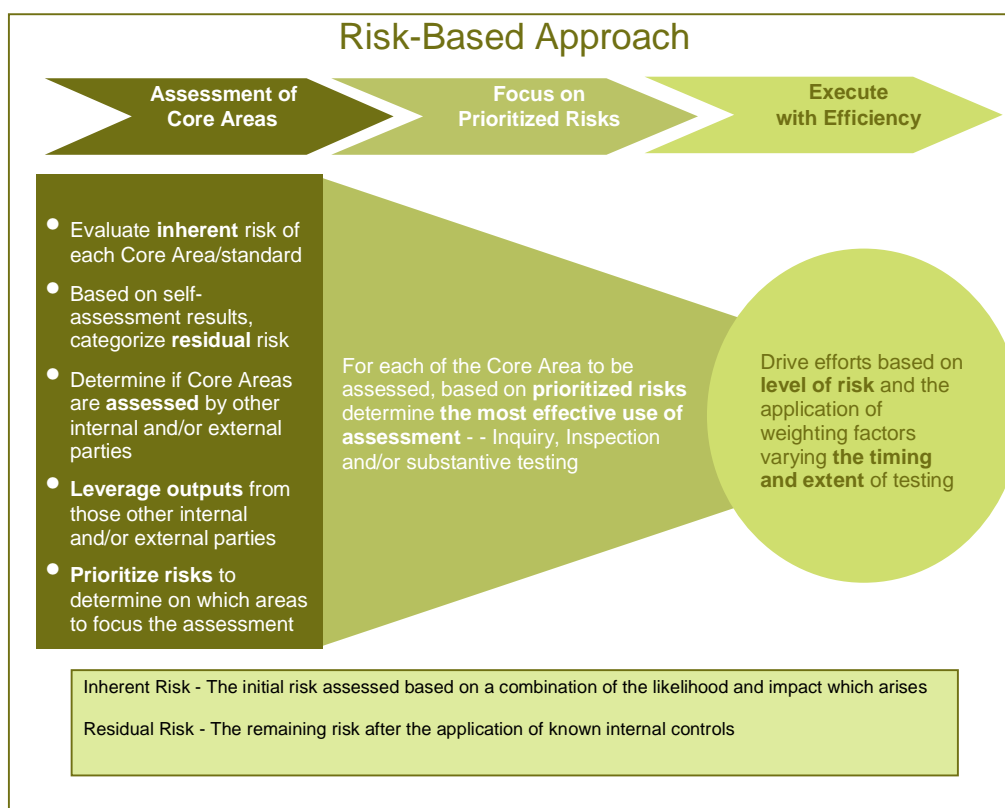 Risk-Based Approach
Assessment of
Core Areas
Focus on
Prioritized Risks
Execute
with Efficiency
• Evaluate inherent risk of
each Core Area/standard
• Based on self-
assessment results,
categorize residual risk
• Determine if Core Areas
are assessed by other
internal and/or external
parties
• Leverage outputs from
those other internal
and/or external parties
• Prioritize risks to
determine on which areas
to focus the assessment
For each of the Core Area to be
assessed, based on prioritized risks
determine the most effective use of
assessment - - Inquiry, Inspection
and/or substantive testing
Drive efforts based on
level of risk and the
application of
weighting factors
varying the timing
and extent of testing
Inherent Risk - The initial risk assessed based on a combination of the likelihood and impact which arises
Residual Risk - The remaining risk after the application of known internal controls